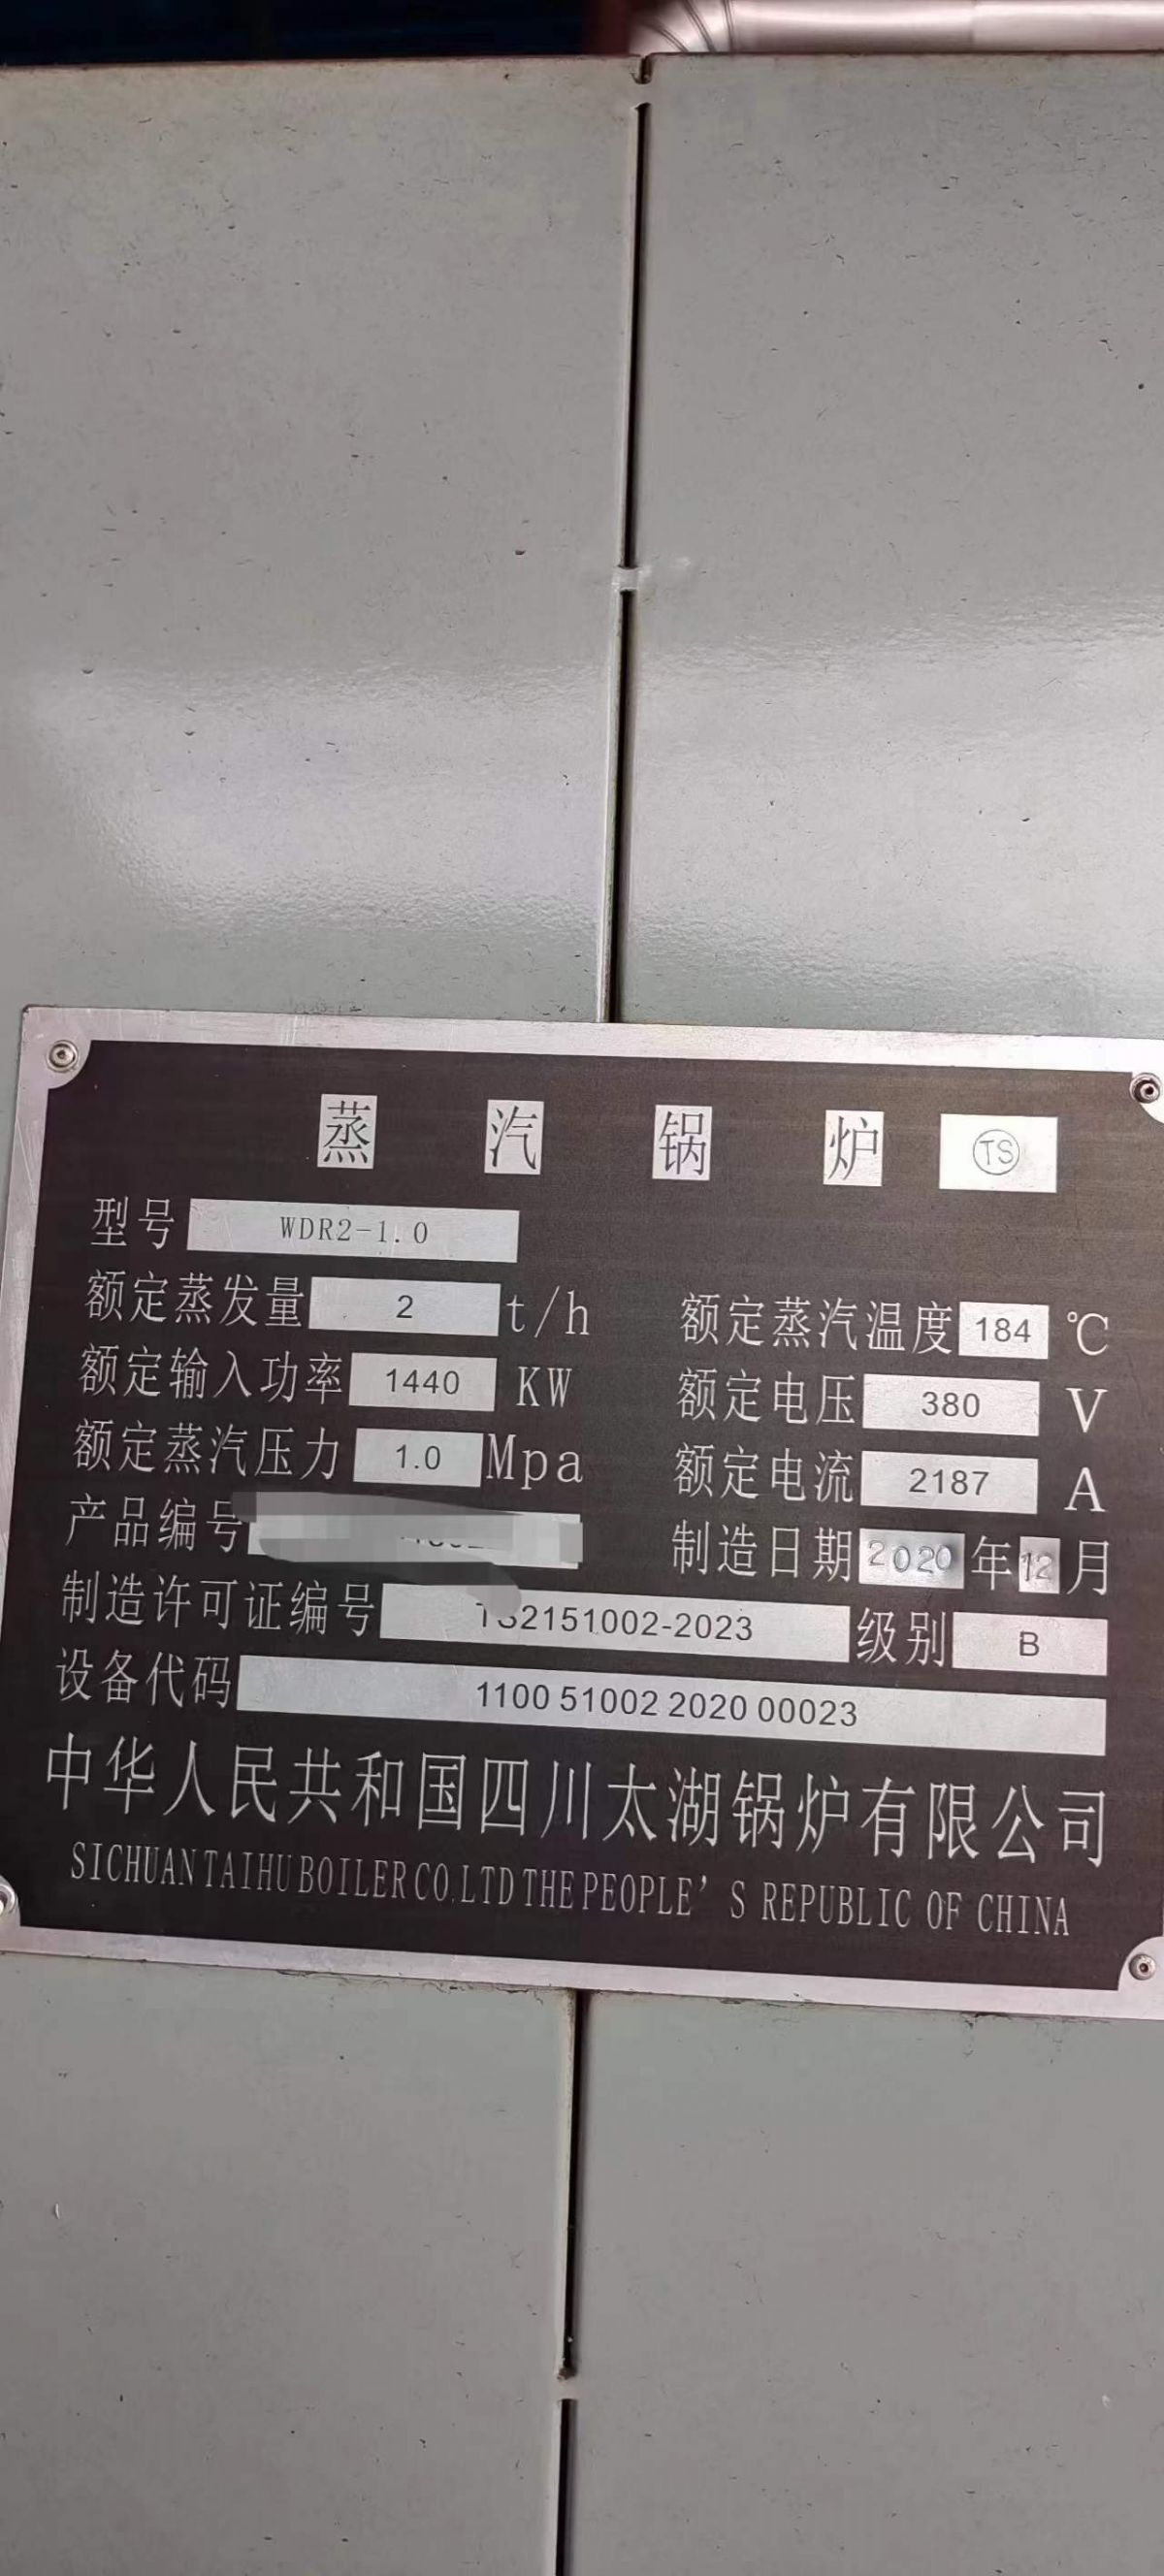 蒸汽锅炉 TS
型号 WDR2-1.0
额定蒸发量 2 t/h 额定蒸汽温度 184 ℃
额定输入功率 1440 KW 额定电压 380 V
额定蒸汽压力 1.0 Mpa 额定电流 2187 A
产品编号 制造日期 2020 年 12 月
制造许可证编号 TS2151002-2023 级别 B
设备代码 1100 51002 2020 00023
中华人民共和国四川太湖锅炉有限公司
SICHUAN TAIHU BOILER CO.LTD THE PEOPLE'S REPUBLIC OF CHINA